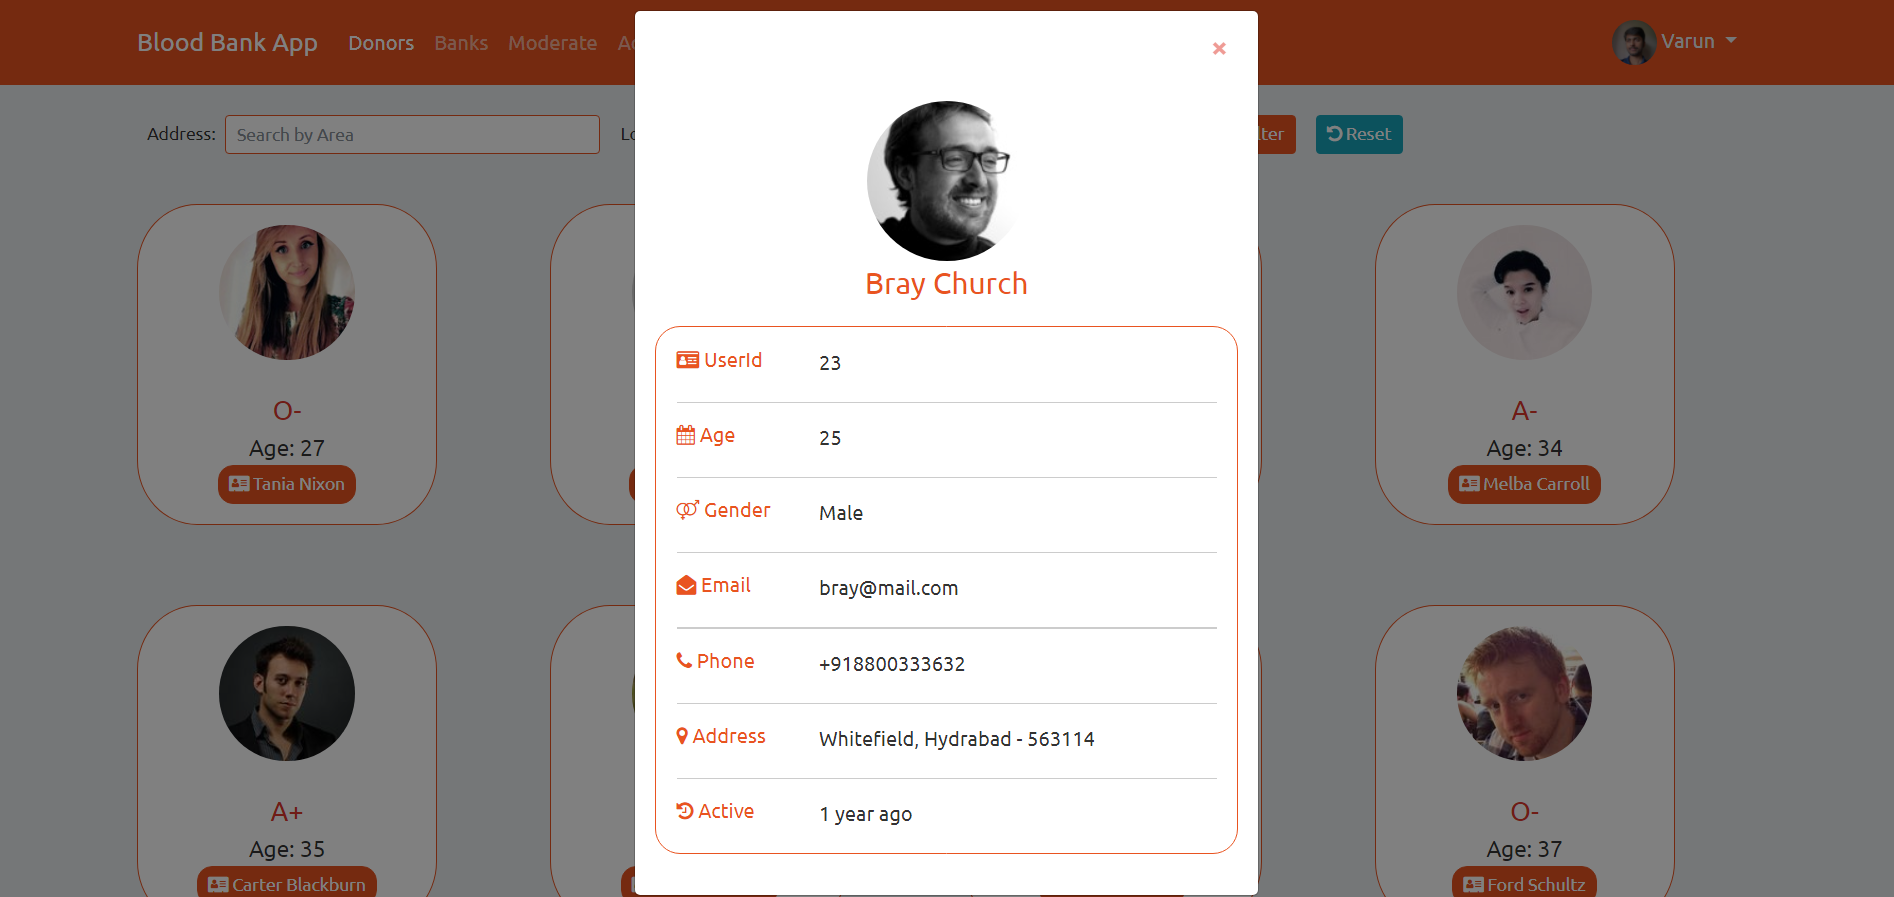 Blood Bank App Donors Banks Moderate
Varun
Address: Search by Area
Reset
O-
Age: 27
Tania Nixon
A-
Age: 34
Melba Carroll
A+
Age: 35
Carter Blackburn
O-
Age: 37
Ford Schultz
×
Bray Church
UserId 23
Age 25
Gender Male
Email bray@mail.com
Phone +918800333632
Address Whitefield, Hydrabad - 563114
Active 1 year ago